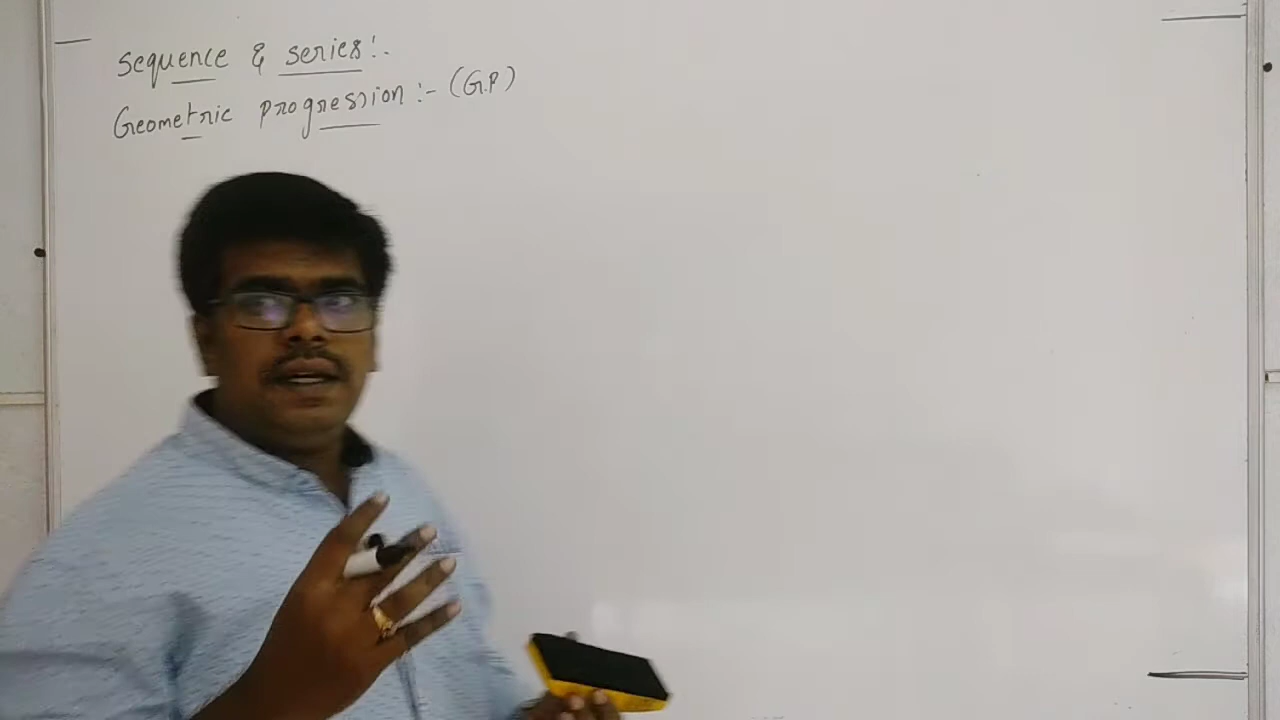 Sequence & series:-
Geometric progression :- (G.P)